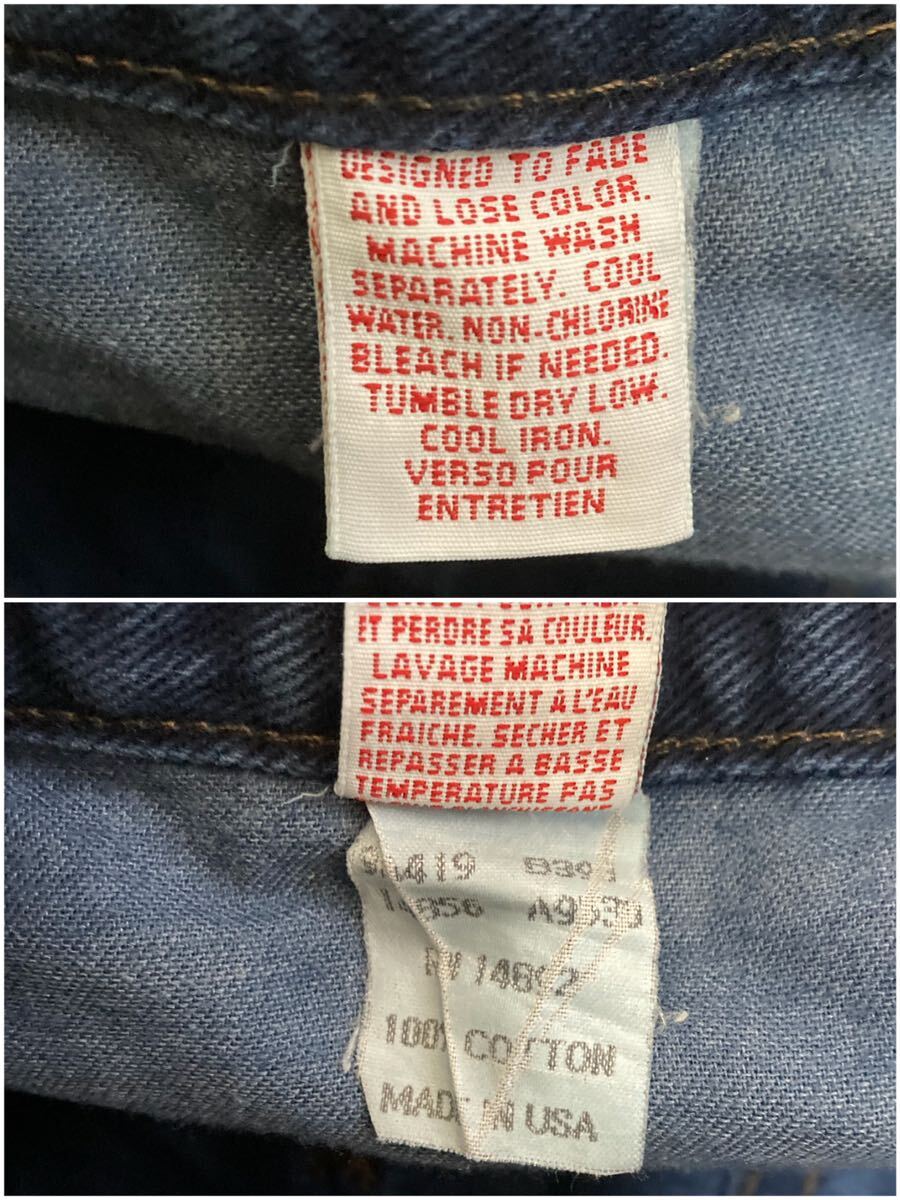 DESIGNED TO FADE
AND LOSE COLOR.
MACHINE WASH
SEPARATELY. COOL
WATER. NON-CHLORINE
BLEACH IF NEEDED.
TUMBLE DRY LOW.
COOL IRON.
VERSO POUR
ENTRETIEN
ET PERDRE SA COULEUR.
LAVAGE MACHINE
SEPAREMENT A L'EAU
FRAICHE. SECHER ET
REPASSER A BASSE
TEMPERATURE PAS
COTTON
MADE IN USA